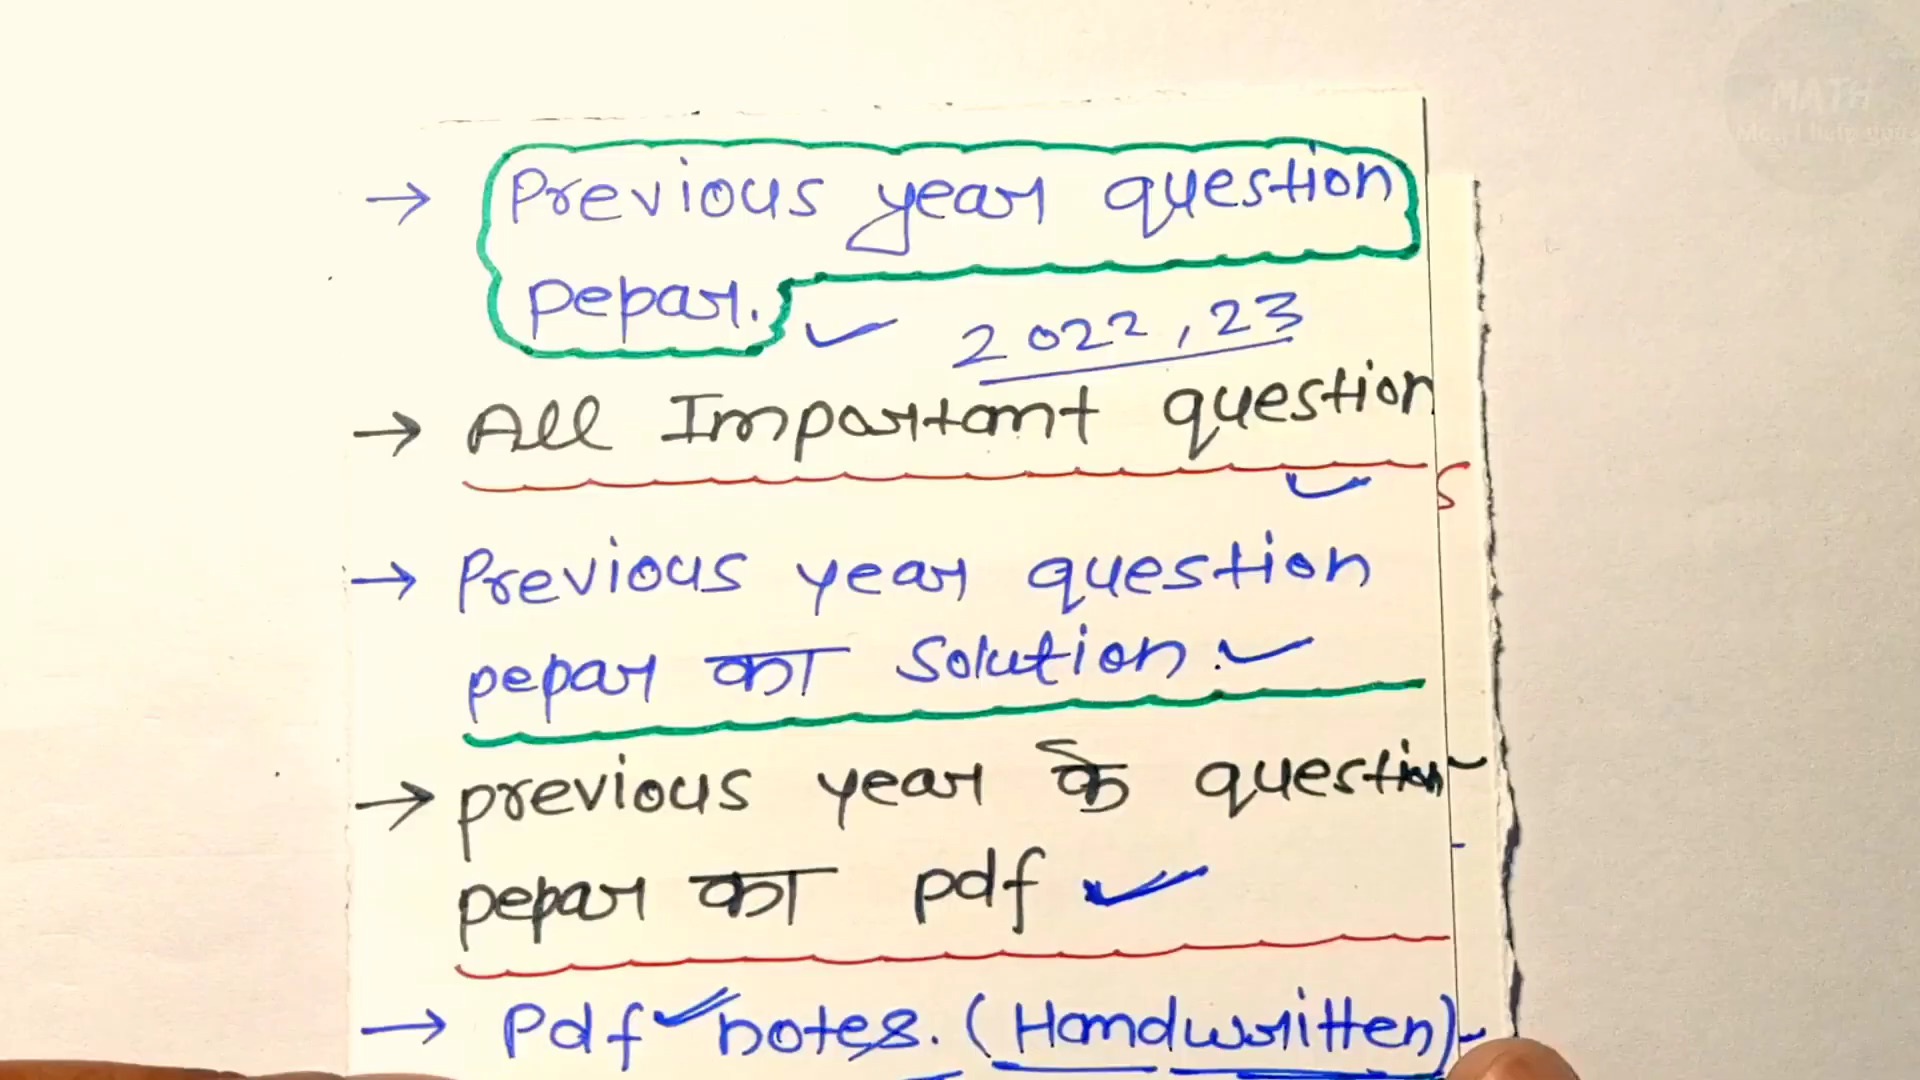 MATH
→ Previous year question
pepar.
2022, 23
→ All Important question
→ Previous year question
pepar का Solution.
→ previous year के question
pepar का pdf
→ Pdf notes. (Handwritten)